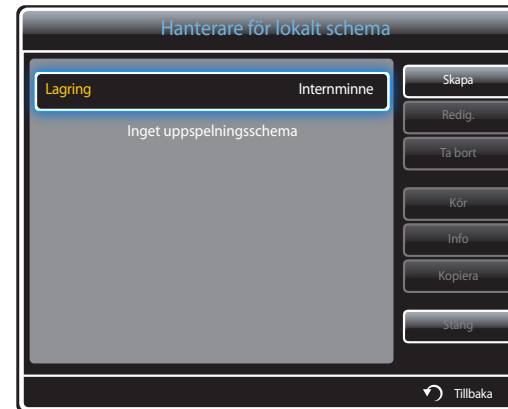 Hanterare för lokalt schema
Lagring Internminne
Inget uppspelningsschema
Skapa
Redig.
Ta bort
Kör
Info
Kopiera
Stäng
Tillbaka